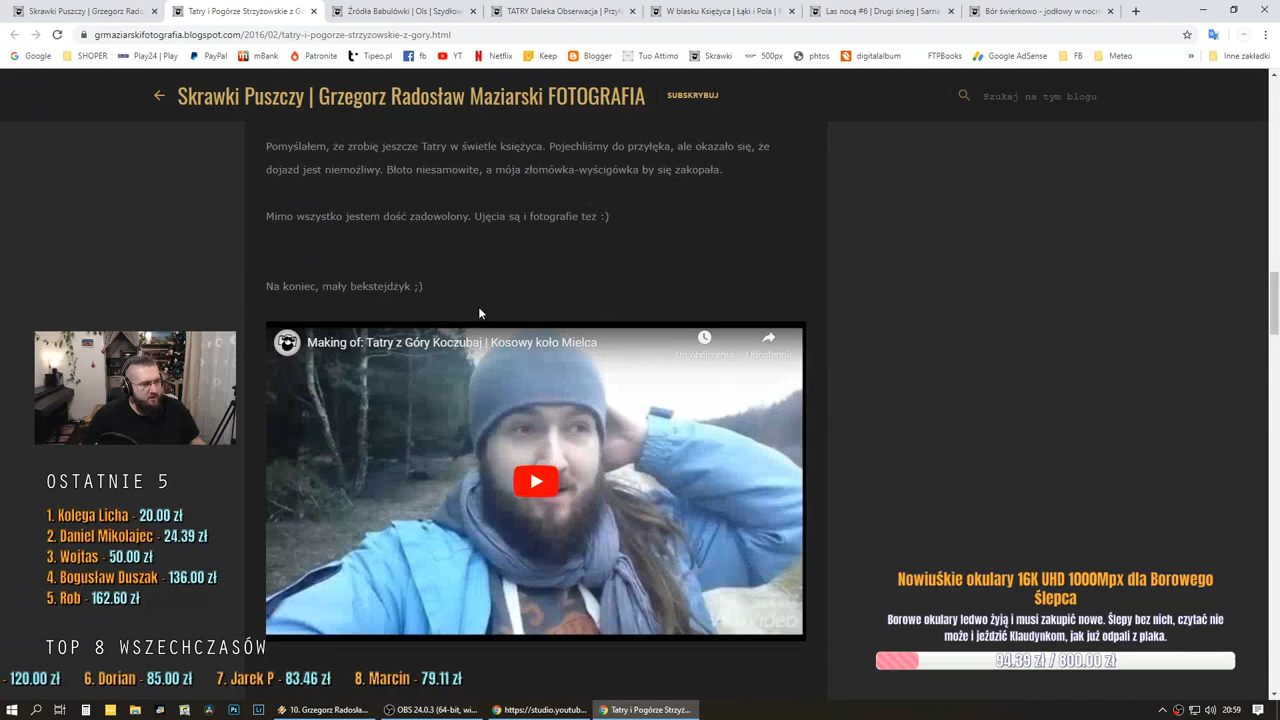 Skrawki Puszczy | Grzegorz Rado
Tatry i Pogórze Strzyżowskie z Gó
Źródła Babulówki | Ols | Szydłow
TATRY Daleka Obserwacja | Przył
W blasku Księżyca | Łąki i Pola |
Las nocą #6 | Drugi śnieg | Sarna
Bór świerkowo - jodłowy w nocn
grmaziarskifotografia.blogspot.com/2016/02/tatry-i-pogorze-strzyzowskie-z-gory.html
Google SHOPER Play24 | Play PayPal mBank Patronite Tipeo.pl fb YT Netflix Keep Blogger Tuo Attimo Skrawki 500px phtos digitalalbum FTPBooks Google AdSense FB Meteo » Inne zakładki
Skrawki Puszczy | Grzegorz Radosław Maziarski FOTOGRAFIA
SUBSKRYBUJ
Szukaj na tym blogu
Pomyślałem, że zrobię jeszcze Tatry w świetle księżyca. Pojechliśmy do przyłęka, ale okazało się, że
dojazd jest niemożliwy. Błoto niesamowite, a mója złomówka-wyścigówka by się zakopała.
Mimo wszystko jestem dość zadowolony. Ujęcia są i fotografie też :)
Na koniec, mały bekstejdżyk ;)
Making of: Tatry z Góry Koczubaj | Kosowy koło Mielca
Do obejrzenia
Udostępnij
OSTATNIE 5
1. Kolega Licha - 20.00 zł
2. Daniel Mikołajec - 24.39 zł
3. Wojtas - 50.00 zł
4. Bogusław Duszak - 136.00 zł
5. Rob - 162.60 zł
TOP 8 WSZECHCZASÓW
- 120.00 zł 6. Dorian - 85.00 zł 7. Jarek P - 83.46 zł 8. Marcin - 79.11 zł
Nowiuśkie okulary 16K UHD 1000Mpx dla Borowego
Ślepca
Borowe okulary ledwo żyją i musi zakupić nowe. Ślepy bez nich, czytać nie
może i jeździć Klaudynkom, jak już odpali z plaka.
94.39 zł / 800.00 zł
10. Grzegorz Radosła...
OBS 24.0.3 (64-bit, wi...
https://studio.youtub...
Tatry i Pogórze Strzyż...
20:59